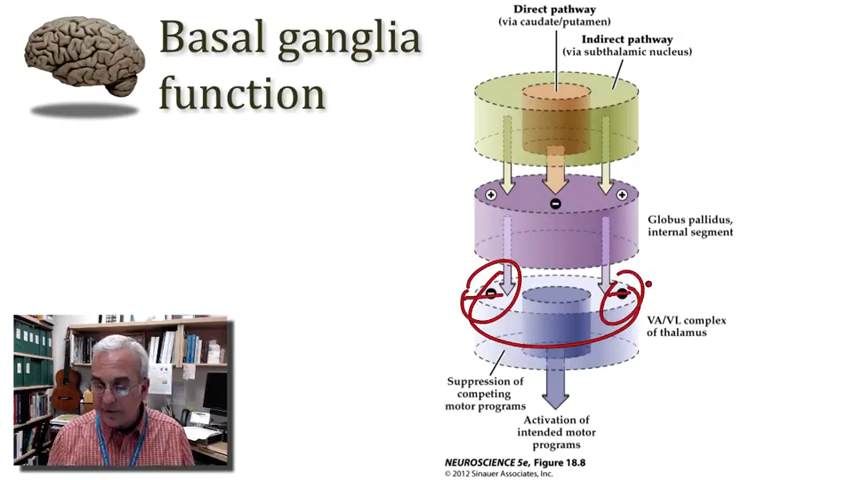 Basal ganglia
function
Direct pathway
(via caudate/putamen)
Indirect pathway
(via subthalamic nucleus)
Globus pallidus,
internal segment
VA/VL complex
of thalamus
Suppression of
competing
motor programs
Activation of
intended motor
programs
NEUROSCIENCE 5e, Figure 18.8
© 2012 Sinauer Associates, Inc.